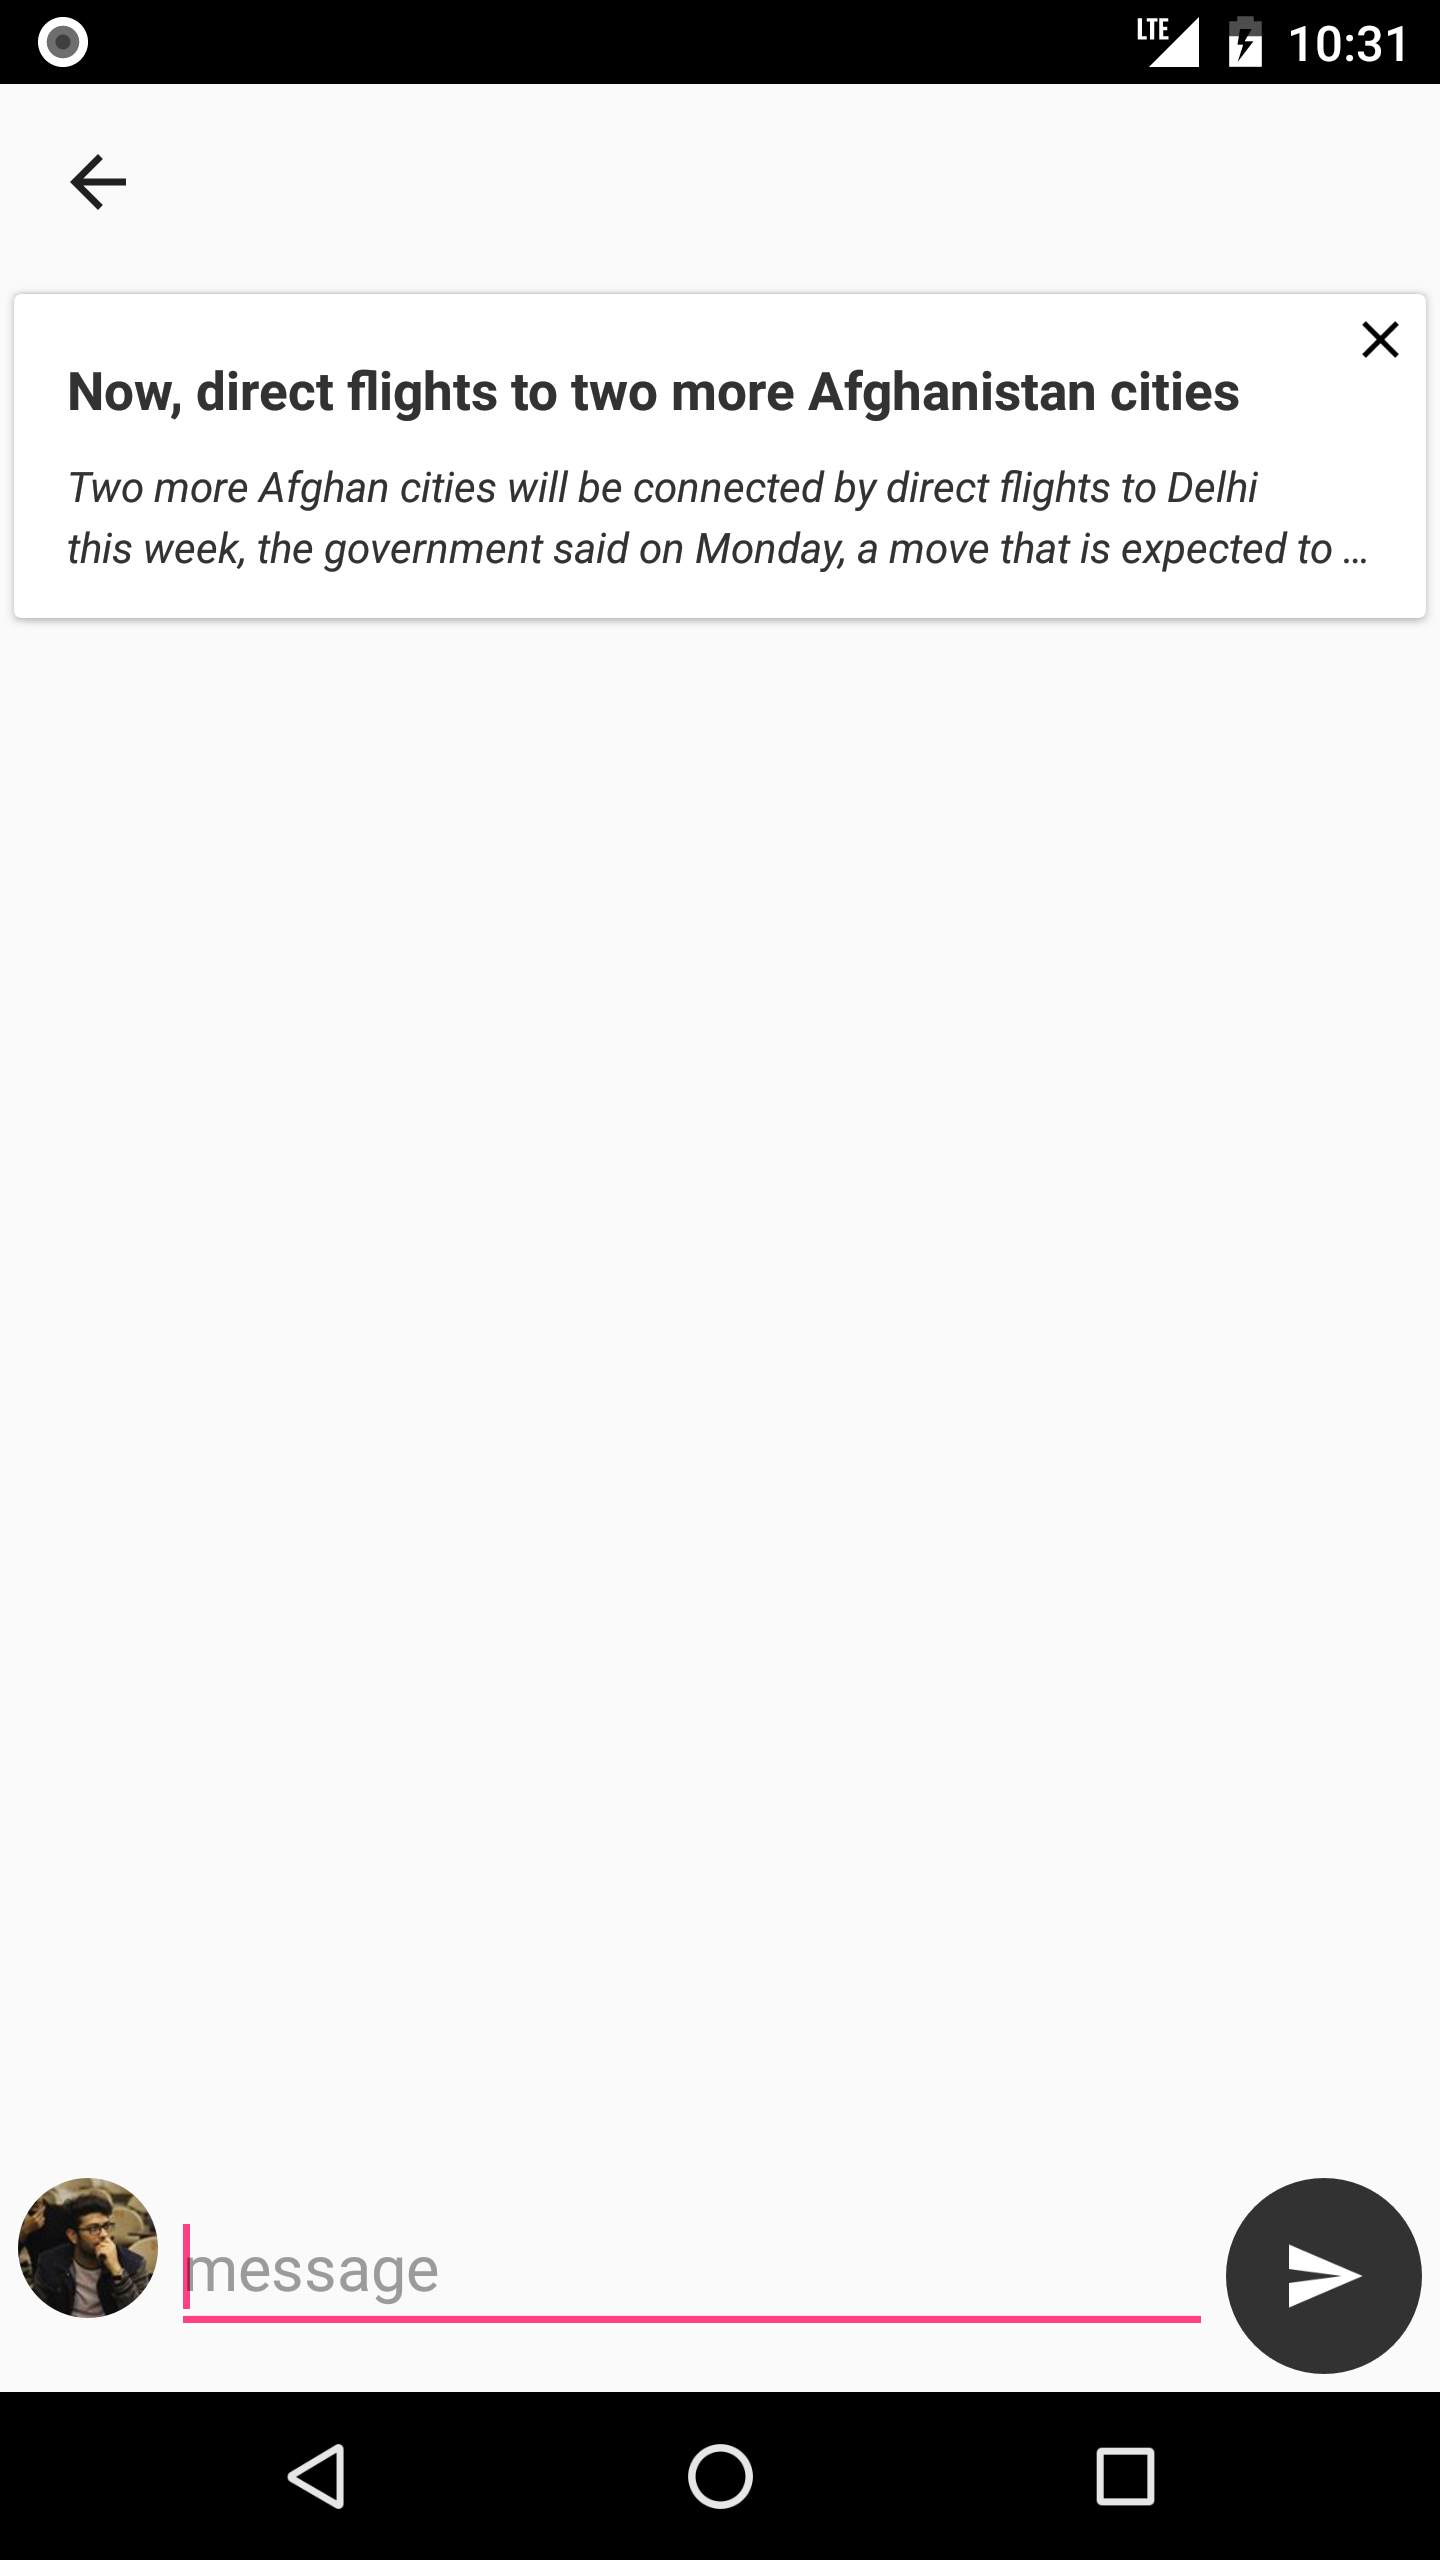 LTE 10:31
Now, direct flights to two more Afghanistan cities
Two more Afghan cities will be connected by direct flights to Delhi
this week, the government said on Monday, a move that is expected to ...
message